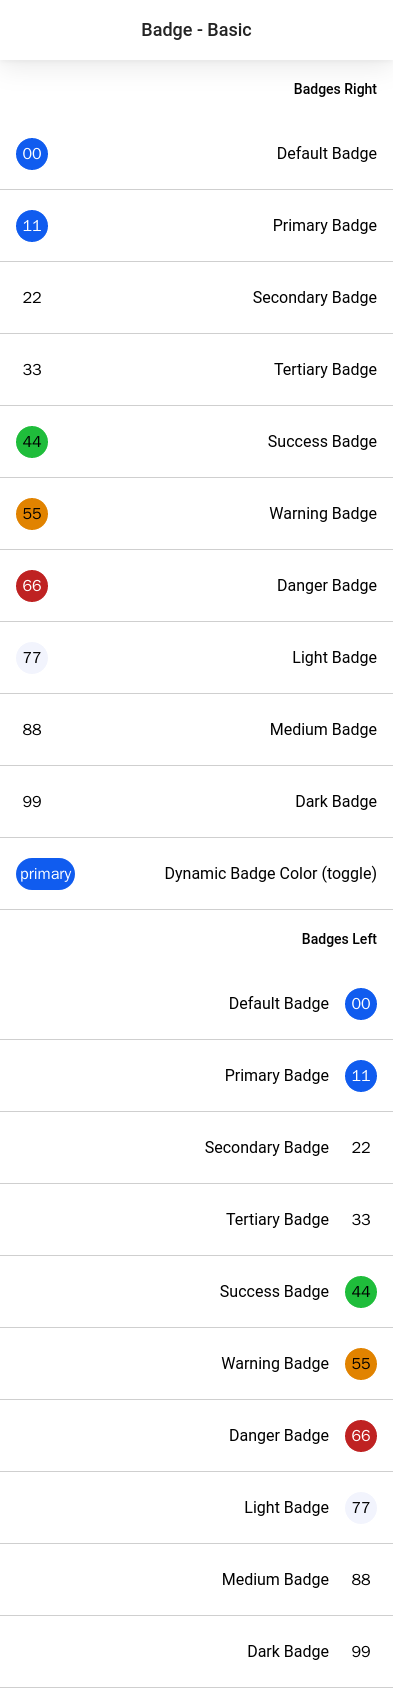 Badge - Basic
Badges Right
00 Default Badge
11 Primary Badge
22 Secondary Badge
33 Tertiary Badge
44 Success Badge
55 Warning Badge
66 Danger Badge
77 Light Badge
88 Medium Badge
99 Dark Badge
primary Dynamic Badge Color (toggle)
Badges Left
Default Badge 00
Primary Badge 11
Secondary Badge 22
Tertiary Badge 33
Success Badge 44
Warning Badge 55
Danger Badge 66
Light Badge 77
Medium Badge 88
Dark Badge 99